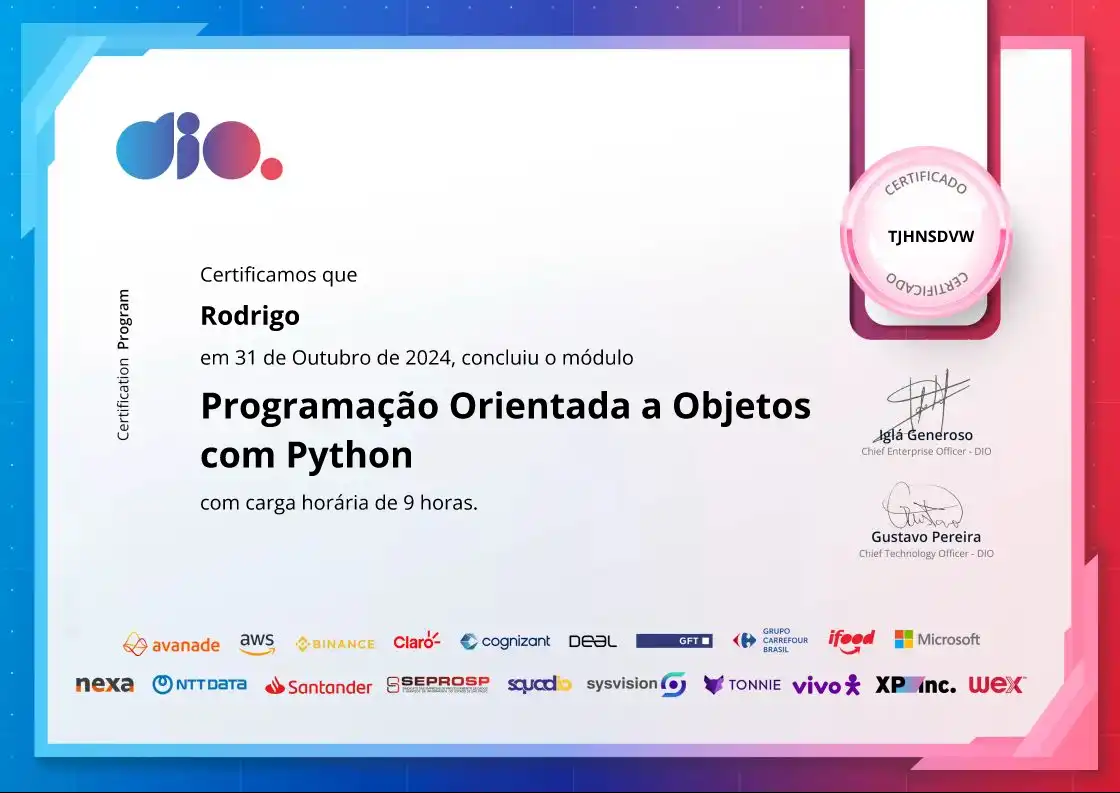 dio.
CERTIFICADO
TJHNSDVW
CERTIFICADO
Certification Program
Certificamos que
Rodrigo
em 31 de Outubro de 2024, concluiu o módulo
Programação Orientada a Objetos
com Python
com carga horária de 9 horas.
Iglá Generoso
Chief Enterprise Officer - DIO
Gustavo Pereira
Chief Technology Officer - DIO
avanade aws BINANCE Claro cognizant DEAL GFT GRUPO CARREFOUR BRASIL ifood Microsoft
nexa NTT DATA Santander SEPROSP squadio sysvision TONNIE vivo XP inc. wex